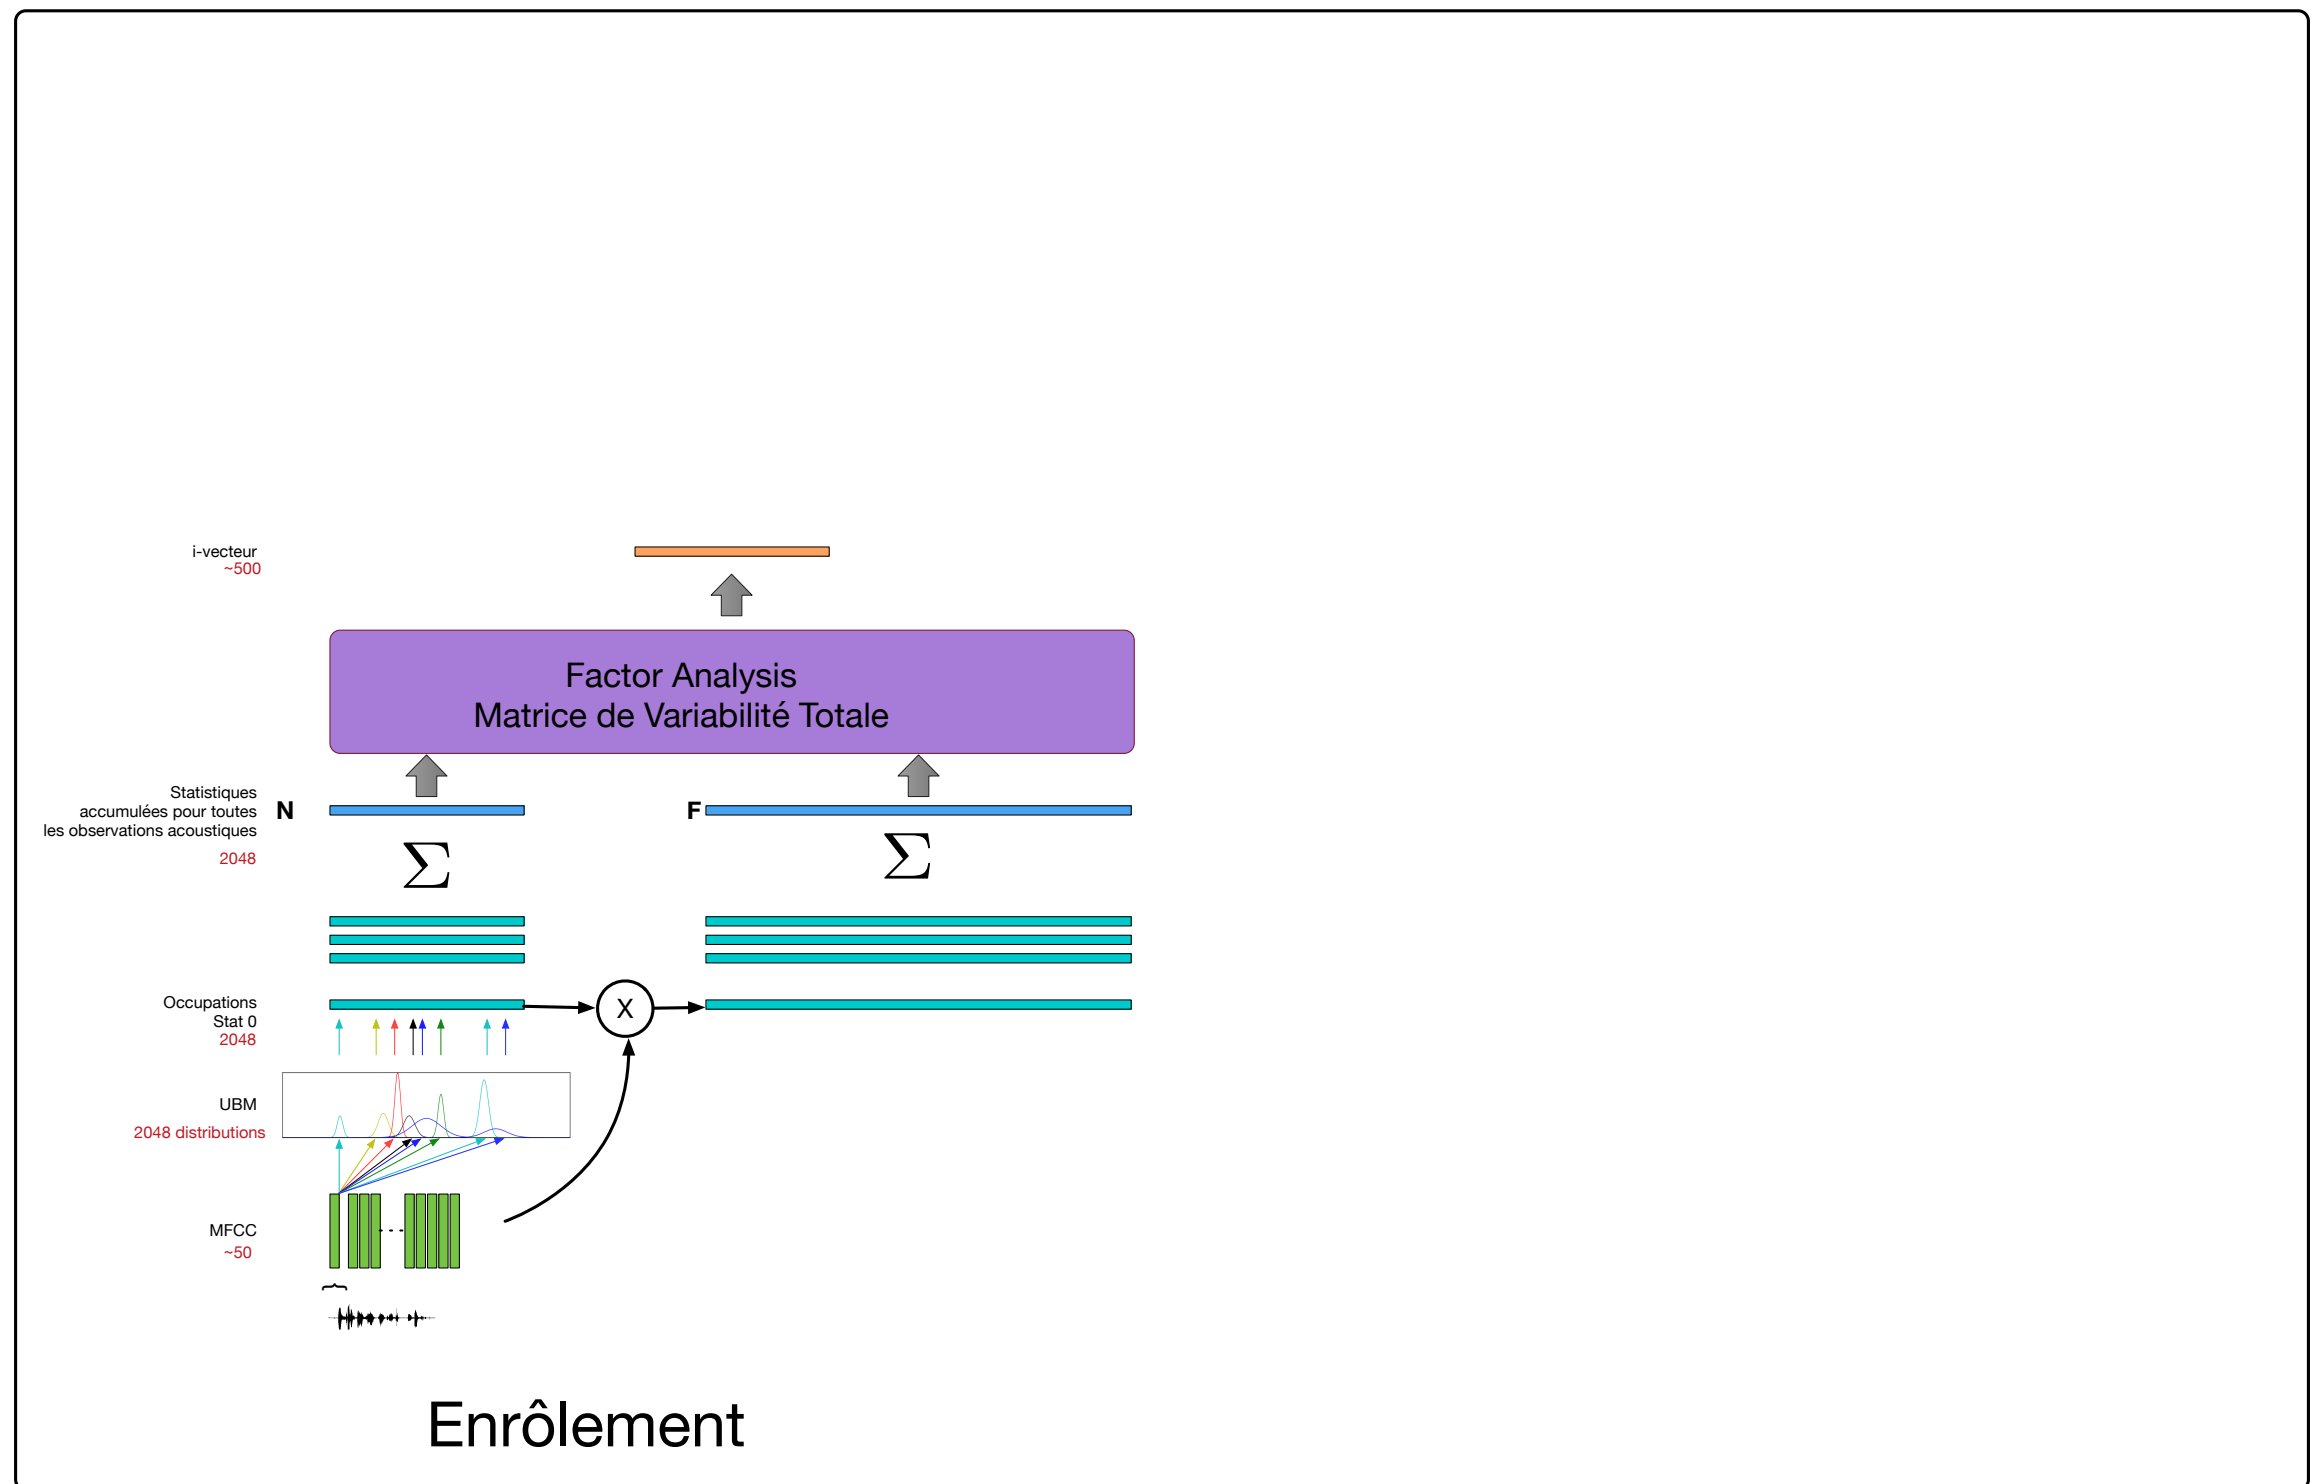 i-vecteur
~500
Factor Analysis
Matrice de Variabilité Totale
Statistiques
accumulées pour toutes
les observations acoustiques
2048
N
F
Σ
Σ
Occupations
Stat 0
2048
X
UBM
2048 distributions
MFCC
~50
Enrôlement